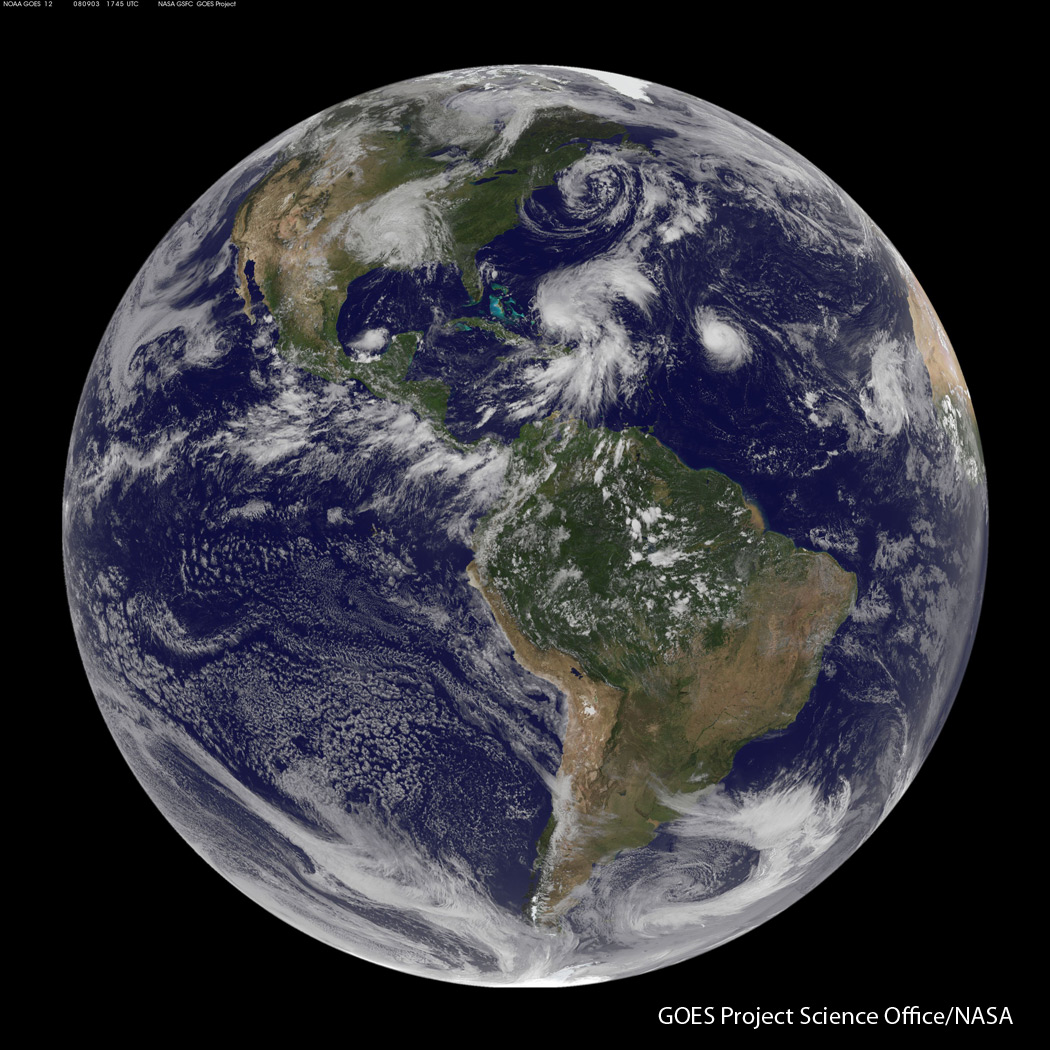 NOAA GOES 12 080903 1745 UTC NASA GSFC GOES Project
GOES Project Science Office/NASA